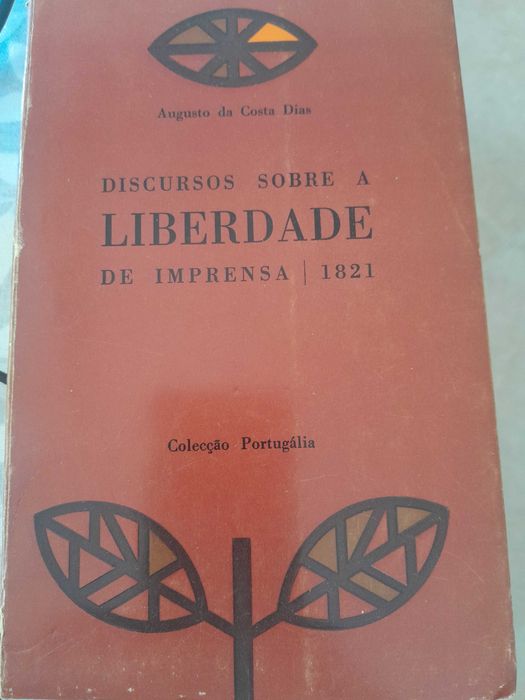 Augusto da Costa Dias
DISCURSOS SOBRE A
LIBERDADE
DE IMPRENSA | 1821
Colecção Portugália